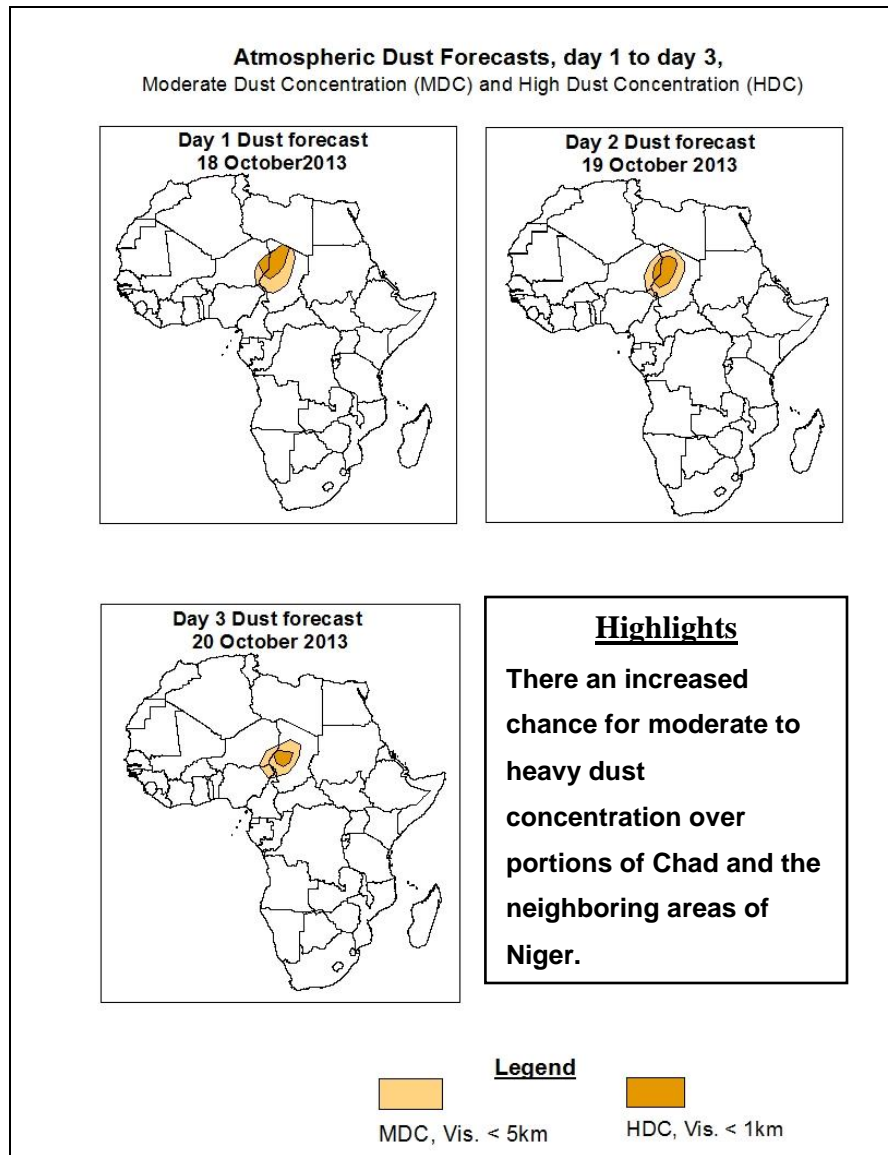 Atmospheric Dust Forecasts, day 1 to day 3,
Moderate Dust Concentration (MDC) and High Dust Concentration (HDC)
Day 1 Dust forecast
18 October2013
Day 2 Dust forecast
19 October 2013
Day 3 Dust forecast
20 October 2013
Highlights
There an increased
chance for moderate to
heavy dust
concentration over
portions of Chad and the
neighboring areas of
Niger.
Legend
MDC, Vis. < 5km
HDC, Vis. < 1km